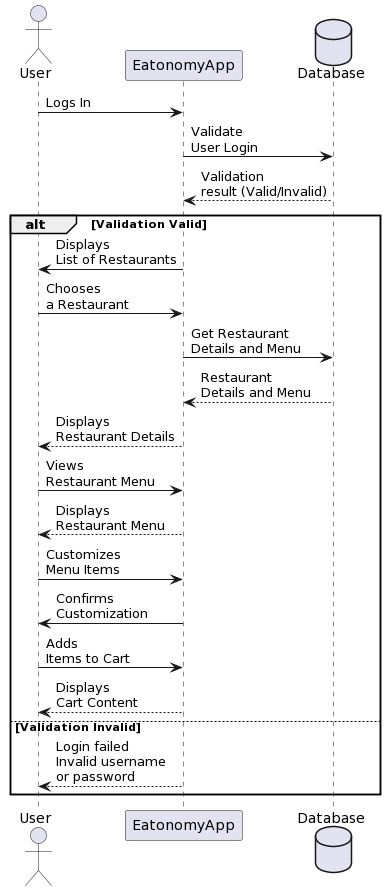 User
EatonomyApp
Database
Logs In
Validate
User Login
Validation
result (Valid/Invalid)
alt
[Validation Valid]
Displays
List of Restaurants
Chooses
a Restaurant
Get Restaurant
Details and Menu
Restaurant
Details and Menu
Displays
Restaurant Details
Views
Restaurant Menu
Displays
Restaurant Menu
Customizes
Menu Items
Confirms
Customization
Adds
Items to Cart
Displays
Cart Content
[Validation Invalid]
Login failed
Invalid username
or password
User
EatonomyApp
Database